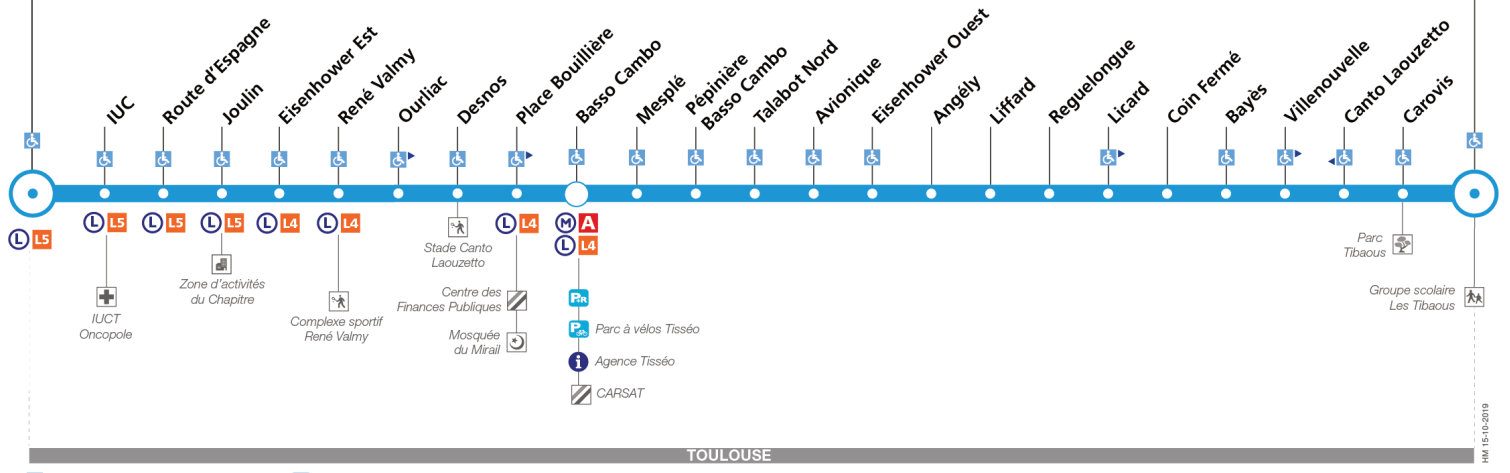 IUC
Route d'Espagne
Joulin
Eisenhower Est
René Valmy
Ourliac
Desnos
Place Bouillière
Basso Cambo
Mesplé
Pépinière
Basso Cambo
Talabot Nord
Avionique
Eisenhower Ouest
Angély
Liffard
Reguelongue
Licard
Coin Fermé
Bayès
Villenouvelle
Canto Laouzetto
Carovis
L L5
L L5
L L5
L L5
L L4
L L4
L L4
M A
L L4
IUCT
Oncopole
Zone d'activités
du Chapitre
Complexe sportif
René Valmy
Stade Canto
Laouzetto
Centre des
Finances Publiques
Mosquée
du Mirail
P+R
P
Parc à vélos Tisséo
i Agence Tisséo
CARSAT
Parc
Tibaous
Groupe scolaire
Les Tibaous
TOULOUSE
HM 15-10-2019